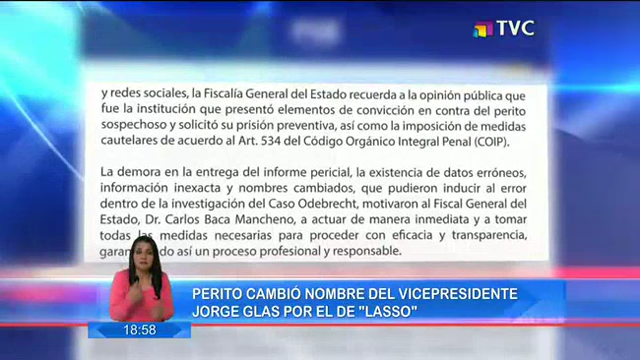 TVC
y redes sociales, la Fiscalía General del Estado recuerda a la opinión pública que
fue la institución que presentó elementos de convicción en contra del perito
sospechoso y solicitó su prisión preventiva, así como la imposición de medidas
cautelares de acuerdo al Art. 534 del Código Orgánico Integral Penal (COIP).
La demora en la entrega del informe pericial, la existencia de datos erróneos,
información inexacta y nombres cambiados, que pudieron inducir al error
dentro de la investigación del Caso Odebrecht, motivaron al Fiscal General del
Estado, Dr. Carlos Baca Mancheno, a actuar de manera inmediata y a tomar
todas las medidas necesarias para proceder con eficacia y transparencia,
así un proceso profesional y responsable.
PERITO CAMBIÓ NOMBRE DEL VICEPRESIDENTE
JORGE GLAS POR EL DE "LASSO"
18:58